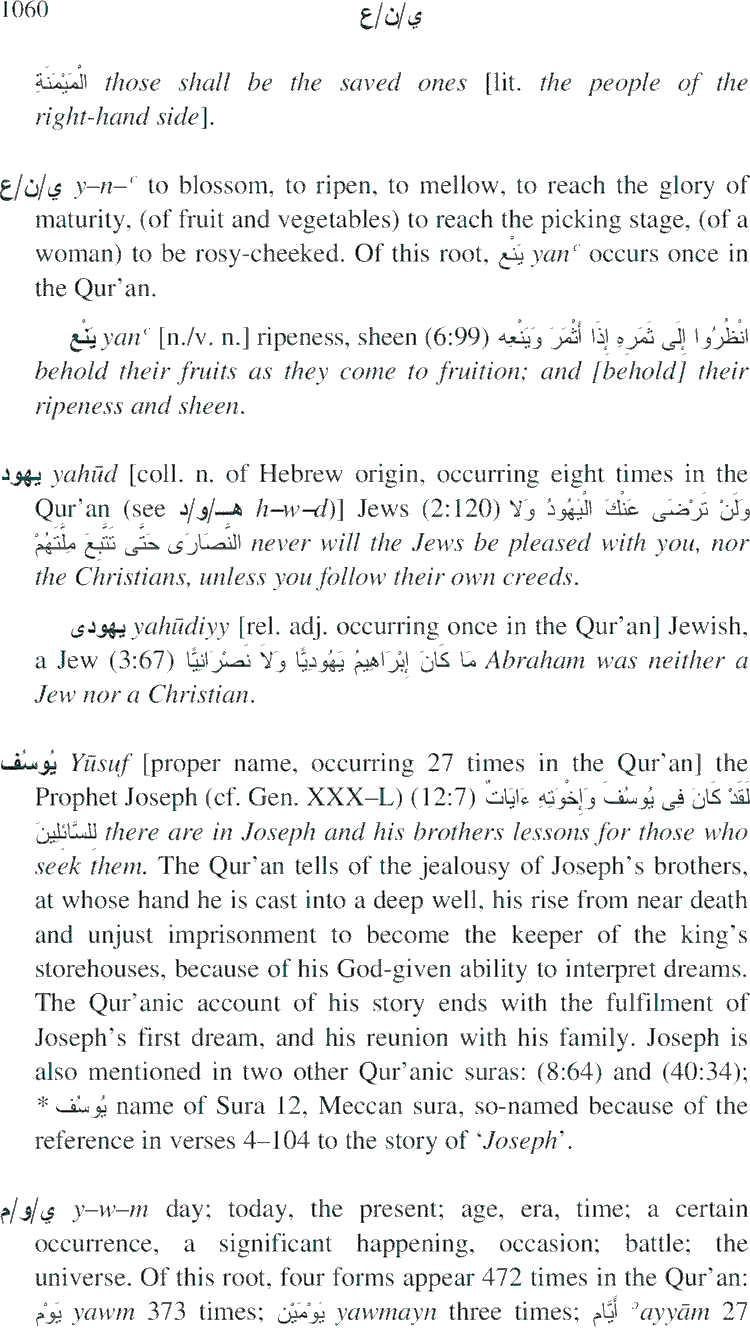 1060 ي/ن/ع
الْمَيْمَنَةِ those shall be the saved ones [lit. the people of the
right-hand side].
ي/ن/ع y–n–ʿ to blossom, to ripen, to mellow, to reach the glory of
maturity, (of fruit and vegetables) to reach the picking stage, (of a
woman) to be rosy-cheeked. Of this root, يَنْع yanʿ occurs once in
the Qur’an.
يَنْع yanʿ [n./v. n.] ripeness, sheen (6:99) انْظُرُوا إِلَى ثَمَرِهِ إِذَا أَثْمَرَ وَيَنْعِهِ
behold their fruits as they come to fruition; and [behold] their
ripeness and sheen.
يهود yahūd [coll. n. of Hebrew origin, occurring eight times in the
Qur’an (see هـ/و/د h–w–d)] Jews (2:120) وَلَنْ تَرْضَى عَنْكَ الْيَهُودُ وَلَا
النَّصَارَى حَتَّى تَتَّبِعَ مِلَّتَهُمْ never will the Jews be pleased with you, nor
the Christians, unless you follow their own creeds.
يهودى yahūdiyy [rel. adj. occurring once in the Qur’an] Jewish,
a Jew (3:67) مَا كَانَ إِبْرَاهِيمُ يَهُودِيًّا وَلَا نَصْرَانِيًّا Abraham was neither a
Jew nor a Christian.
يُوسُف Yūsuf [proper name, occurring 27 times in the Qur’an] the
Prophet Joseph (cf. Gen. XXX–L) (12:7) لَقَدْ كَانَ فِى يُوسُفَ وَإِخْوَتِهِ ءَايَاتٌ
لِلسَّائِلِينَ there are in Joseph and his brothers lessons for those who
seek them. The Qur’an tells of the jealousy of Joseph’s brothers,
at whose hand he is cast into a deep well, his rise from near death
and unjust imprisonment to become the keeper of the king’s
storehouses, because of his God-given ability to interpret dreams.
The Qur’anic account of his story ends with the fulfilment of
Joseph’s first dream, and his reunion with his family. Joseph is
also mentioned in two other Qur’anic suras: (8:64) and (40:34);
* يُوسُف name of Sura 12, Meccan sura, so-named because of the
reference in verses 4–104 to the story of ‘Joseph’.
ي/و/م y–w–m day; today, the present; age, era, time; a certain
occurrence, a significant happening, occasion; battle; the
universe. Of this root, four forms appear 472 times in the Qur’an:
يَوْم yawm 373 times; يَوْمَيْن yawmayn three times; أَيَّام ʾayyām 27